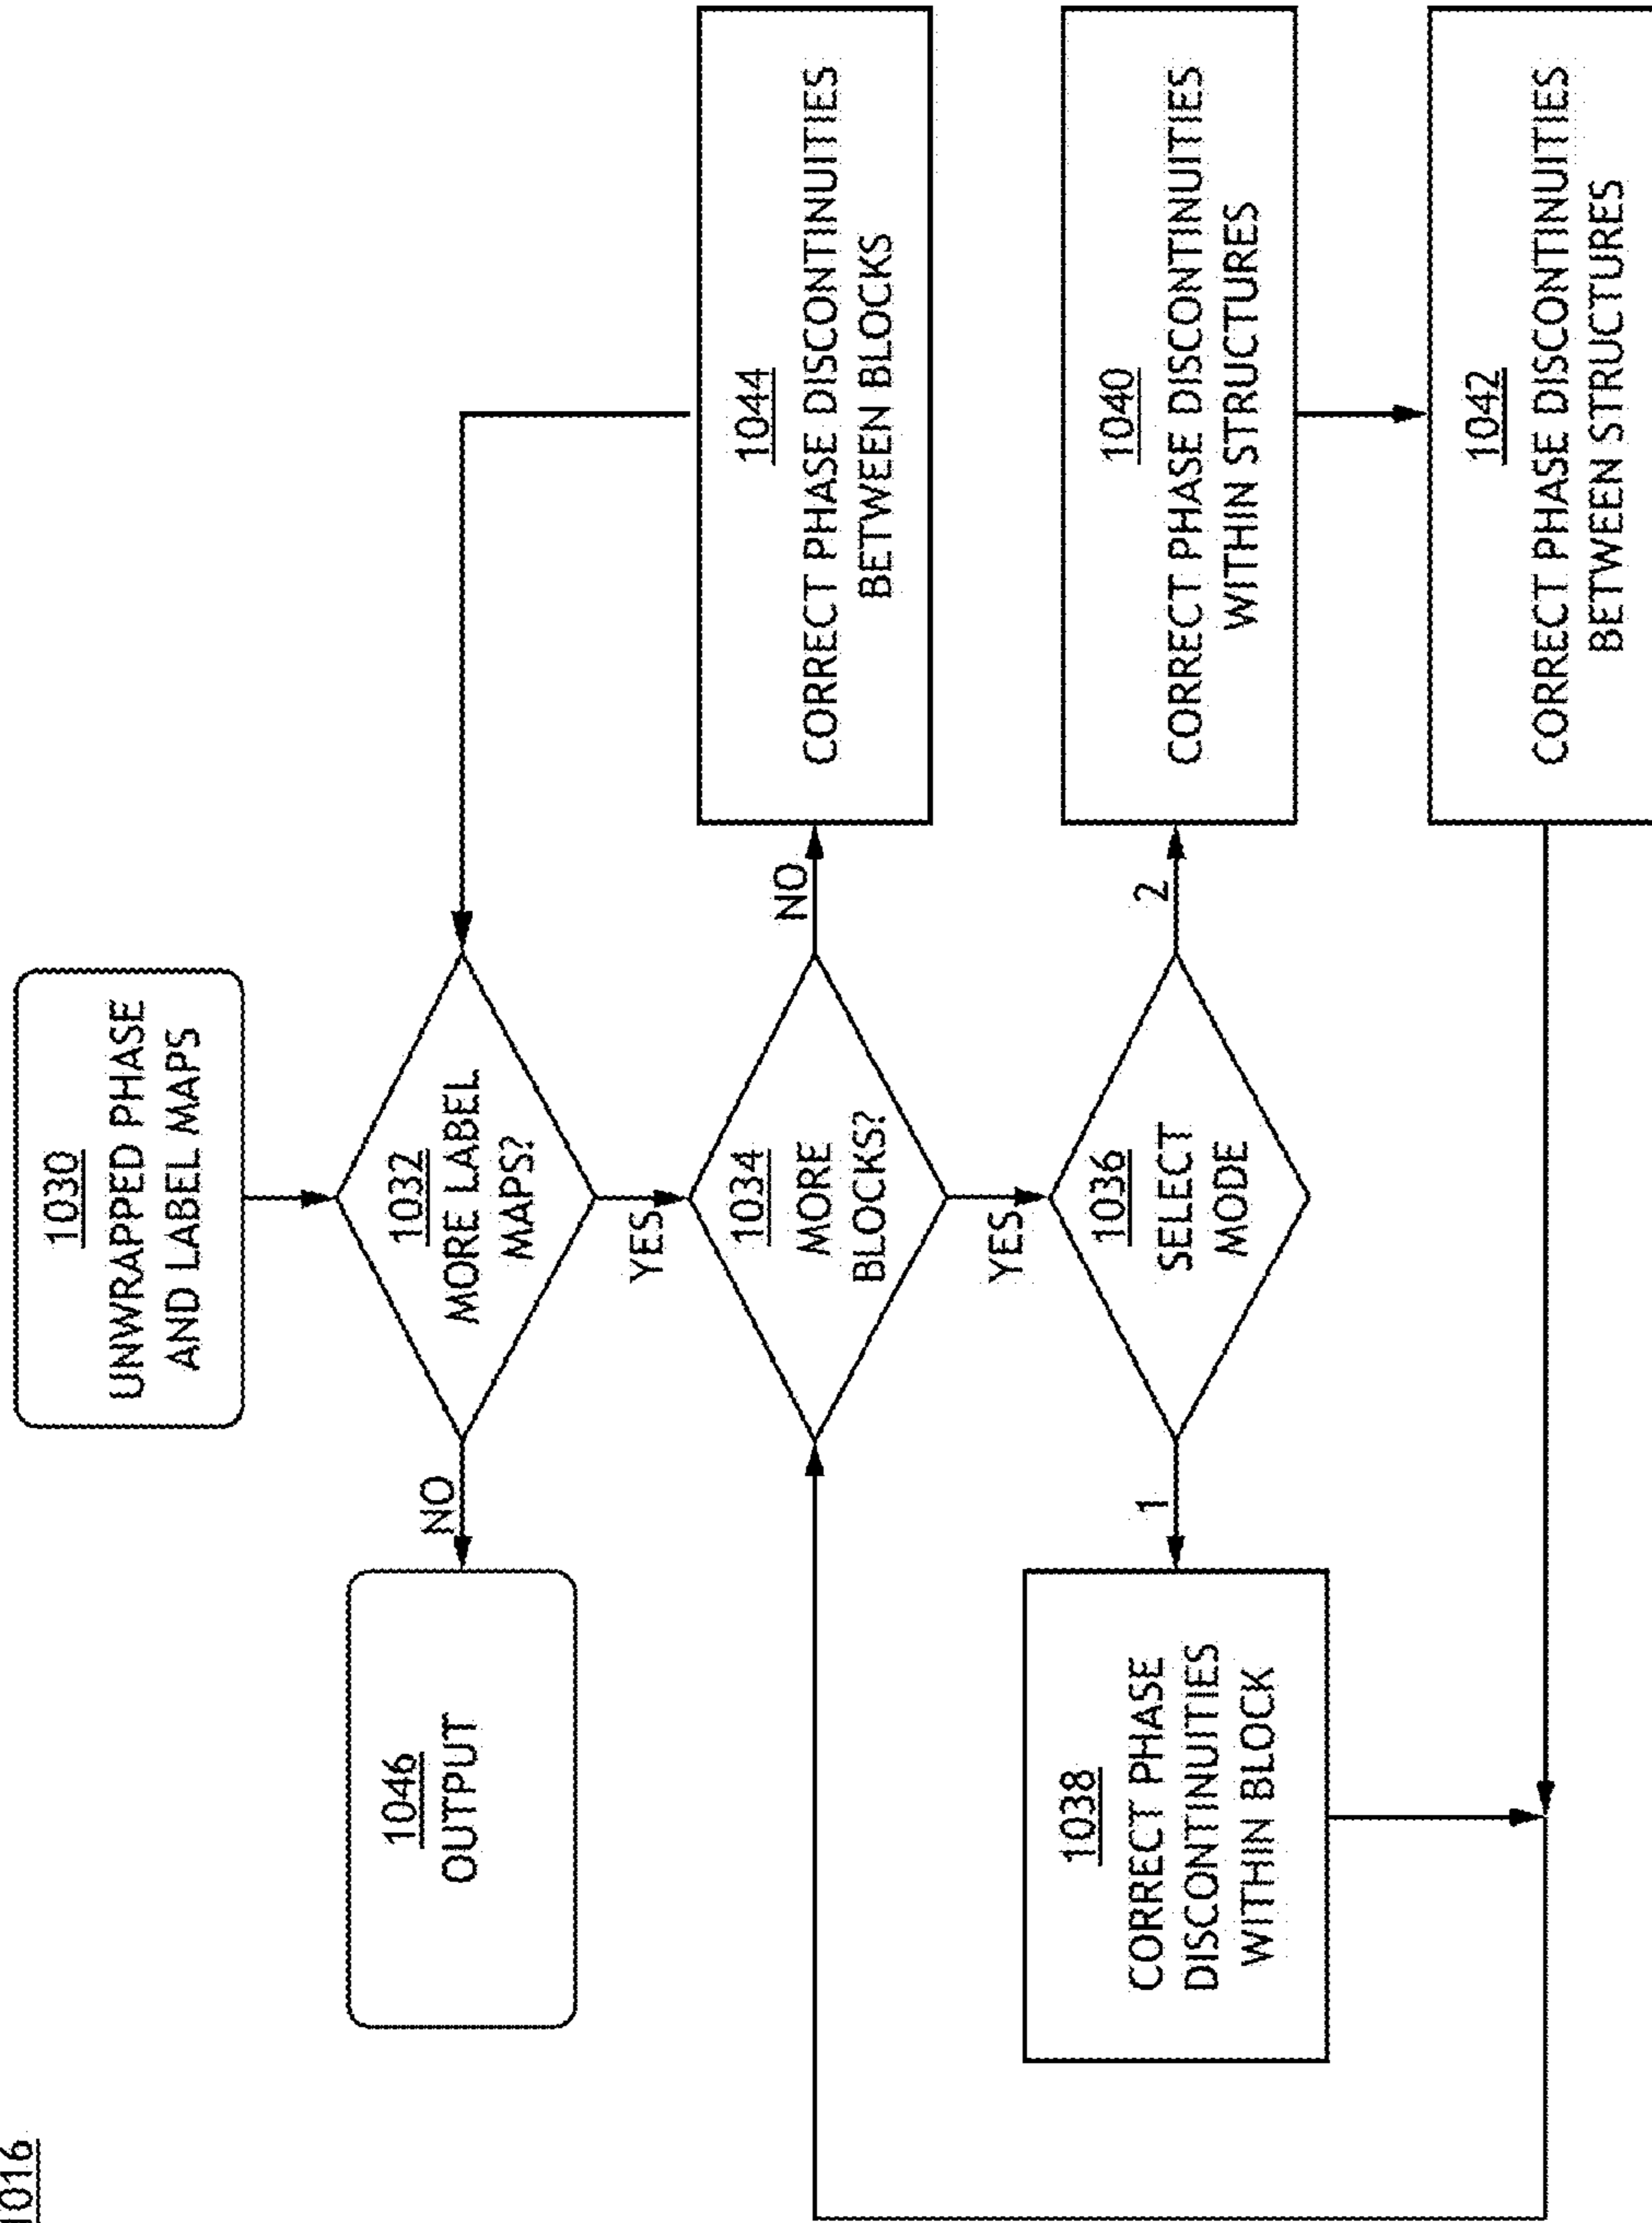 1016
1030
UNWRAPPED PHASE
AND LABEL MAPS
1032
MORE LABEL
MAPS?
NO
YES
1046
OUTPUT
1034
MORE
BLOCKS?
NO
YES
1044
CORRECT PHASE DISCONTINUITIES
BETWEEN BLOCKS
1036
SELECT
MODE
1
2
1038
CORRECT PHASE
DISCONTINUITIES
WITHIN BLOCK
1040
CORRECT PHASE DISCONTINUITIES
WITHIN STRUCTURES
1042
CORRECT PHASE DISCONTINUITIES
BETWEEN STRUCTURES